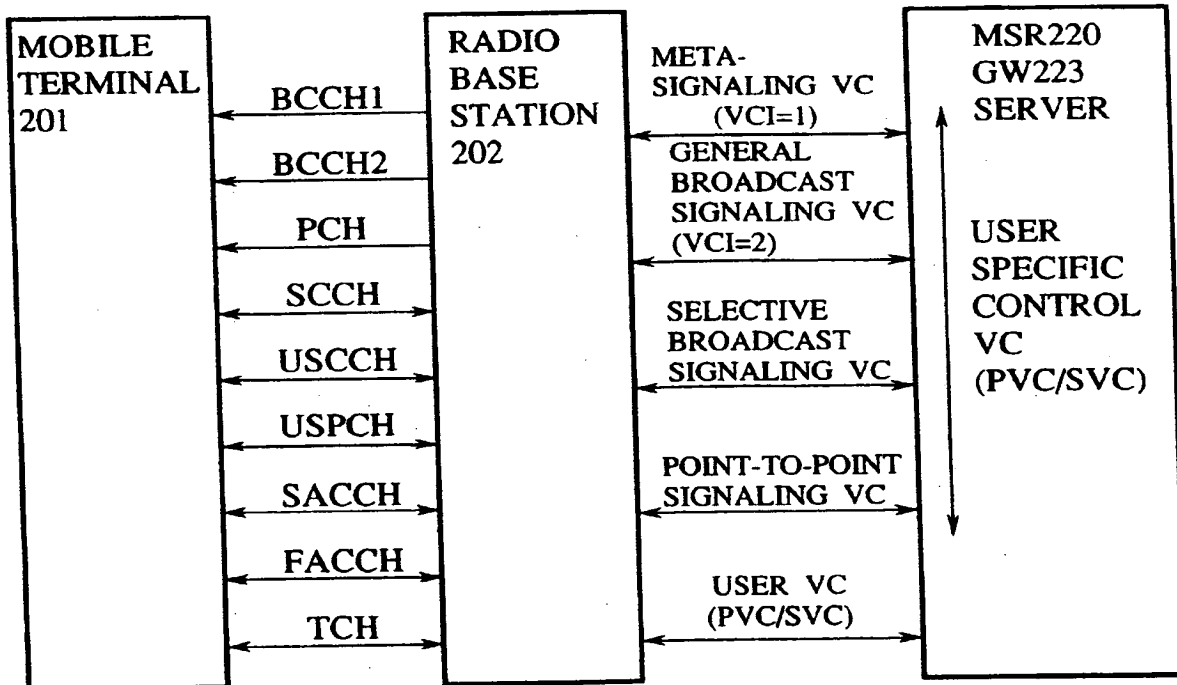 MOBILE
TERMINAL
201
BCCH1
BCCH2
PCH
SCCH
USCCH
USPCH
SACCH
FACCH
TCH
RADIO
BASE
STATION
202
META-
SIGNALING VC
(VCI=1)
GENERAL
BROADCAST
SIGNALING VC
(VCI=2)
SELECTIVE
BROADCAST
SIGNALING VC
POINT-TO-POINT
SIGNALING VC
USER VC
(PVC/SVC)
MSR220
GW223
SERVER
USER
SPECIFIC
CONTROL
VC
(PVC/SVC)